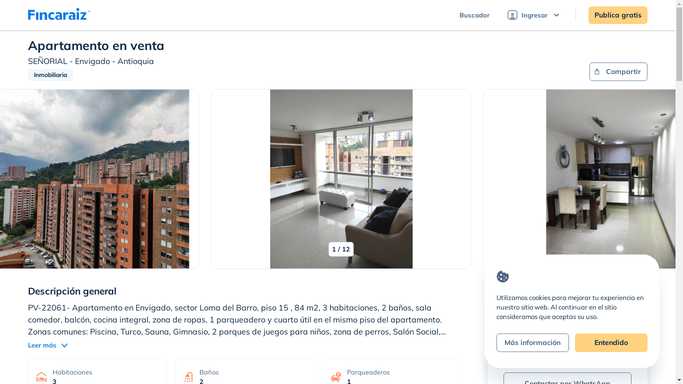 Fincaraiz
Buscador
Ingresar
Publica gratis
Apartamento en venta
SEÑORIAL - Envigado - Antioquia
Inmobiliaria
Compartir
1 / 12
Descripción general
PV-22061- Apartamento en Envigado, sector Loma del Barro, piso 15 , 84 m2, 3 habitaciones, 2 baños, sala
comedor, balcón, cocina integral, zona de ropas, 1 parqueadero y cuarto útil en el mismo piso del apartamento.
Zonas comunes: Piscina, Turco, Sauna, Gimnasio, 2 parques de juegos para niños, zona de perros, Salón Social,...
Leer más
Habitaciones
3
Baños
2
Parqueaderos
1
Utilizamos cookies para mejorar tu experiencia en
nuestro sitio web. Al continuar en el sitio
consideramos que aceptas su uso.
Más información
Entendido
Contactar por WhatsApp